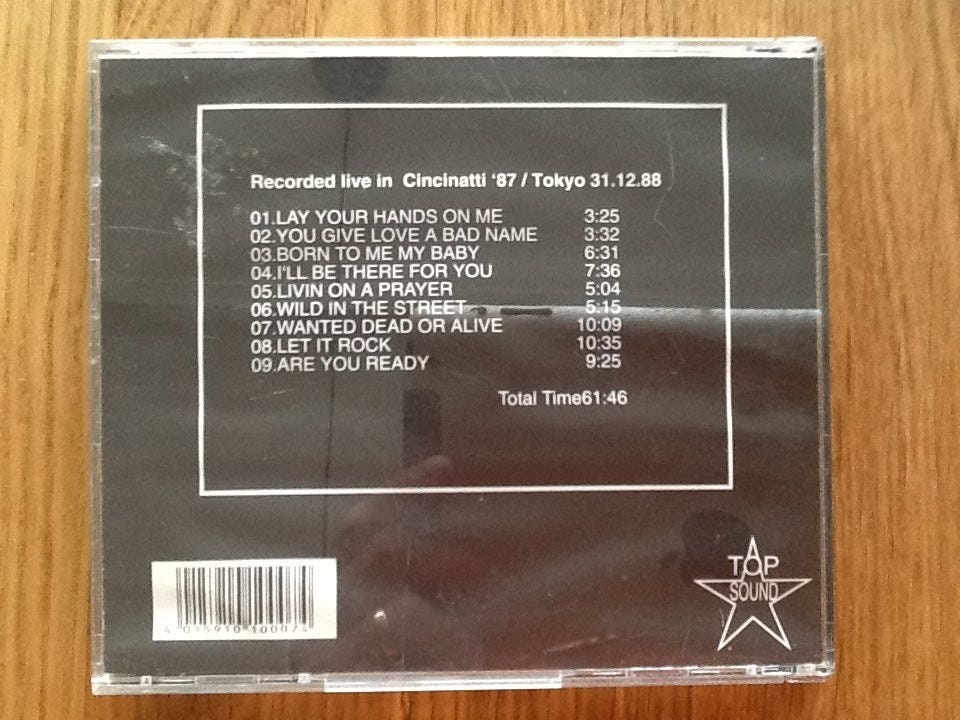 Recorded live in Cincinatti '87 / Tokyo 31.12.88
01.LAY YOUR HANDS ON ME 3:25
02.YOU GIVE LOVE A BAD NAME 3:32
03.BORN TO ME MY BABY 6:31
04.I'LL BE THERE FOR YOU 7:36
05.LIVIN ON A PRAYER 5:04
06.WILD IN THE STREET 5:15
07.WANTED DEAD OR ALIVE 10:09
08.LET IT ROCK 10:35
09.ARE YOU READY 9:25
Total Time61:46
TOP
SOUND
4 015910 100074